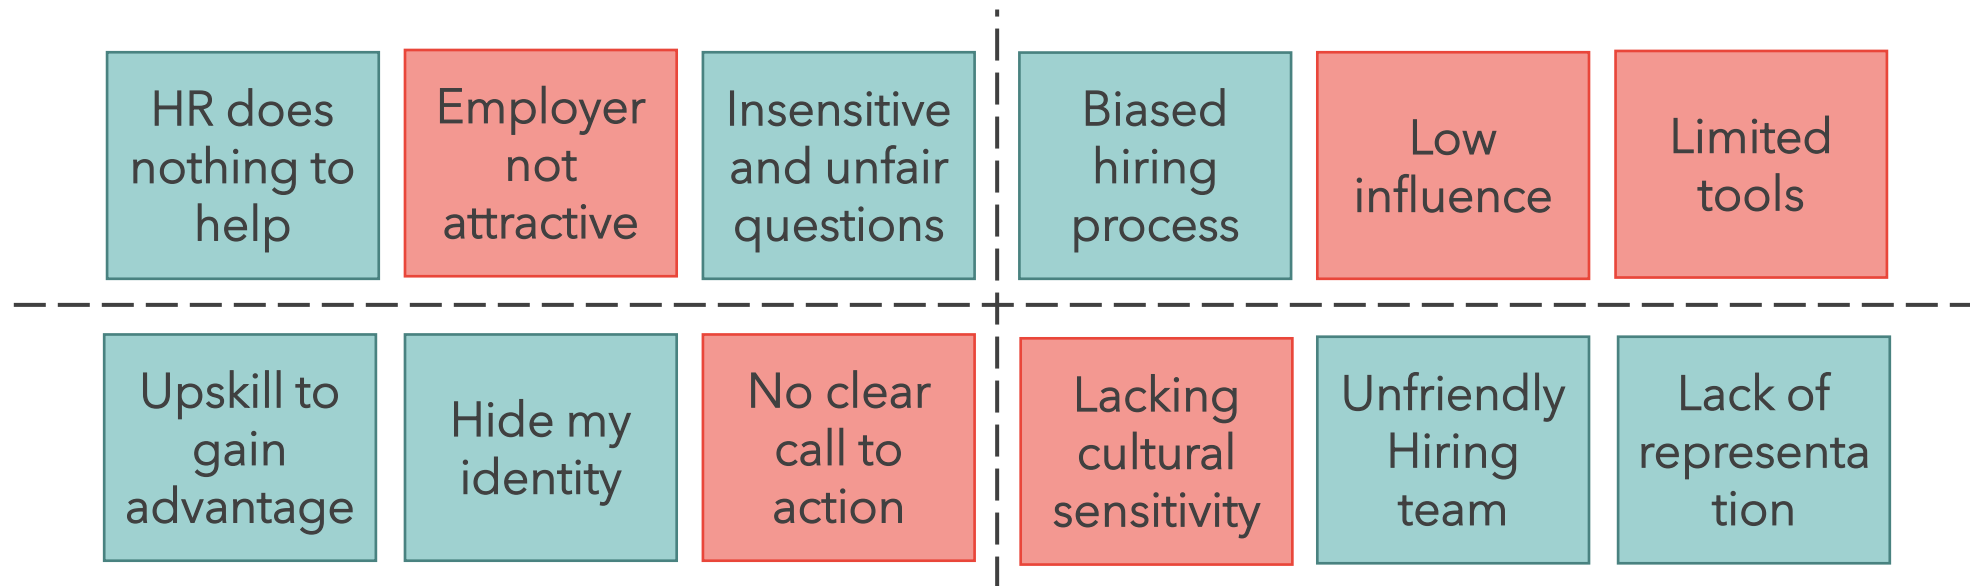 HR does
nothing to
help
Employer
not
attractive
Insensitive
and unfair
questions
Biased
hiring
process
Low
influence
Limited
tools
Upskill to
gain
advantage
Hide my
identity
No clear
call to
action
Lacking
cultural
sensitivity
Unfriendly
Hiring
team
Lack of
representa
tion